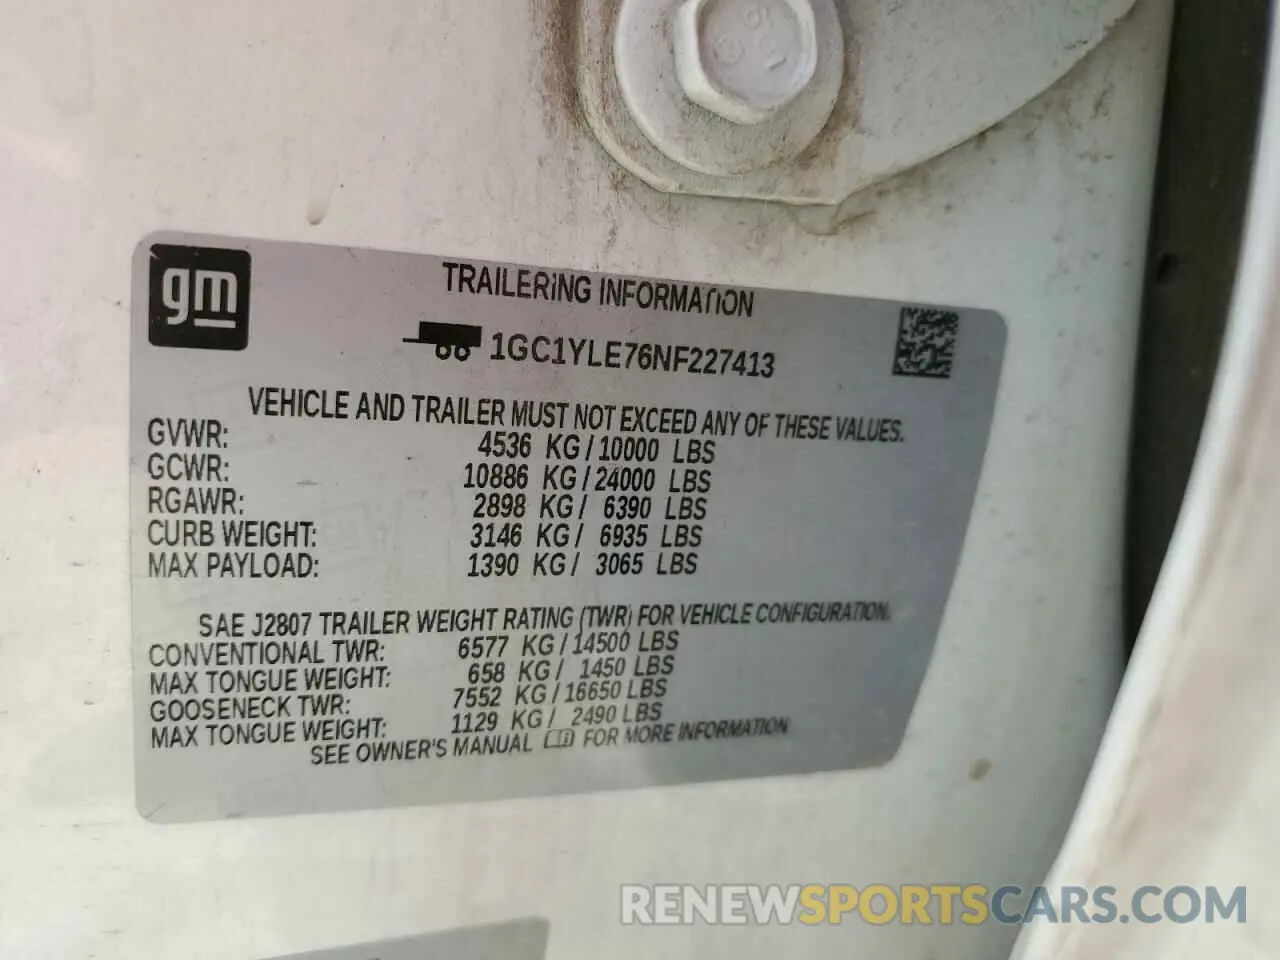 gm
TRAILERING INFORMATION
1GC1YLE76NF227413
VEHICLE AND TRAILER MUST NOT EXCEED ANY OF THESE VALUES.
GVWR: 4536 KG / 10000 LBS
GCWR: 10886 KG / 24000 LBS
RGAWR: 2898 KG / 6390 LBS
CURB WEIGHT: 3146 KG / 6935 LBS
MAX PAYLOAD: 1390 KG / 3065 LBS
SAE J2807 TRAILER WEIGHT RATING (TWR) FOR VEHICLE CONFIGURATION.
CONVENTIONAL TWR: 6577 KG / 14500 LBS
MAX TONGUE WEIGHT: 658 KG / 1450 LBS
GOOSENECK TWR: 7552 KG / 16650 LBS
MAX TONGUE WEIGHT: 1129 KG / 2490 LBS
SEE OWNER'S MANUAL FOR MORE INFORMATION
RENEWSPORTSCARS.COM